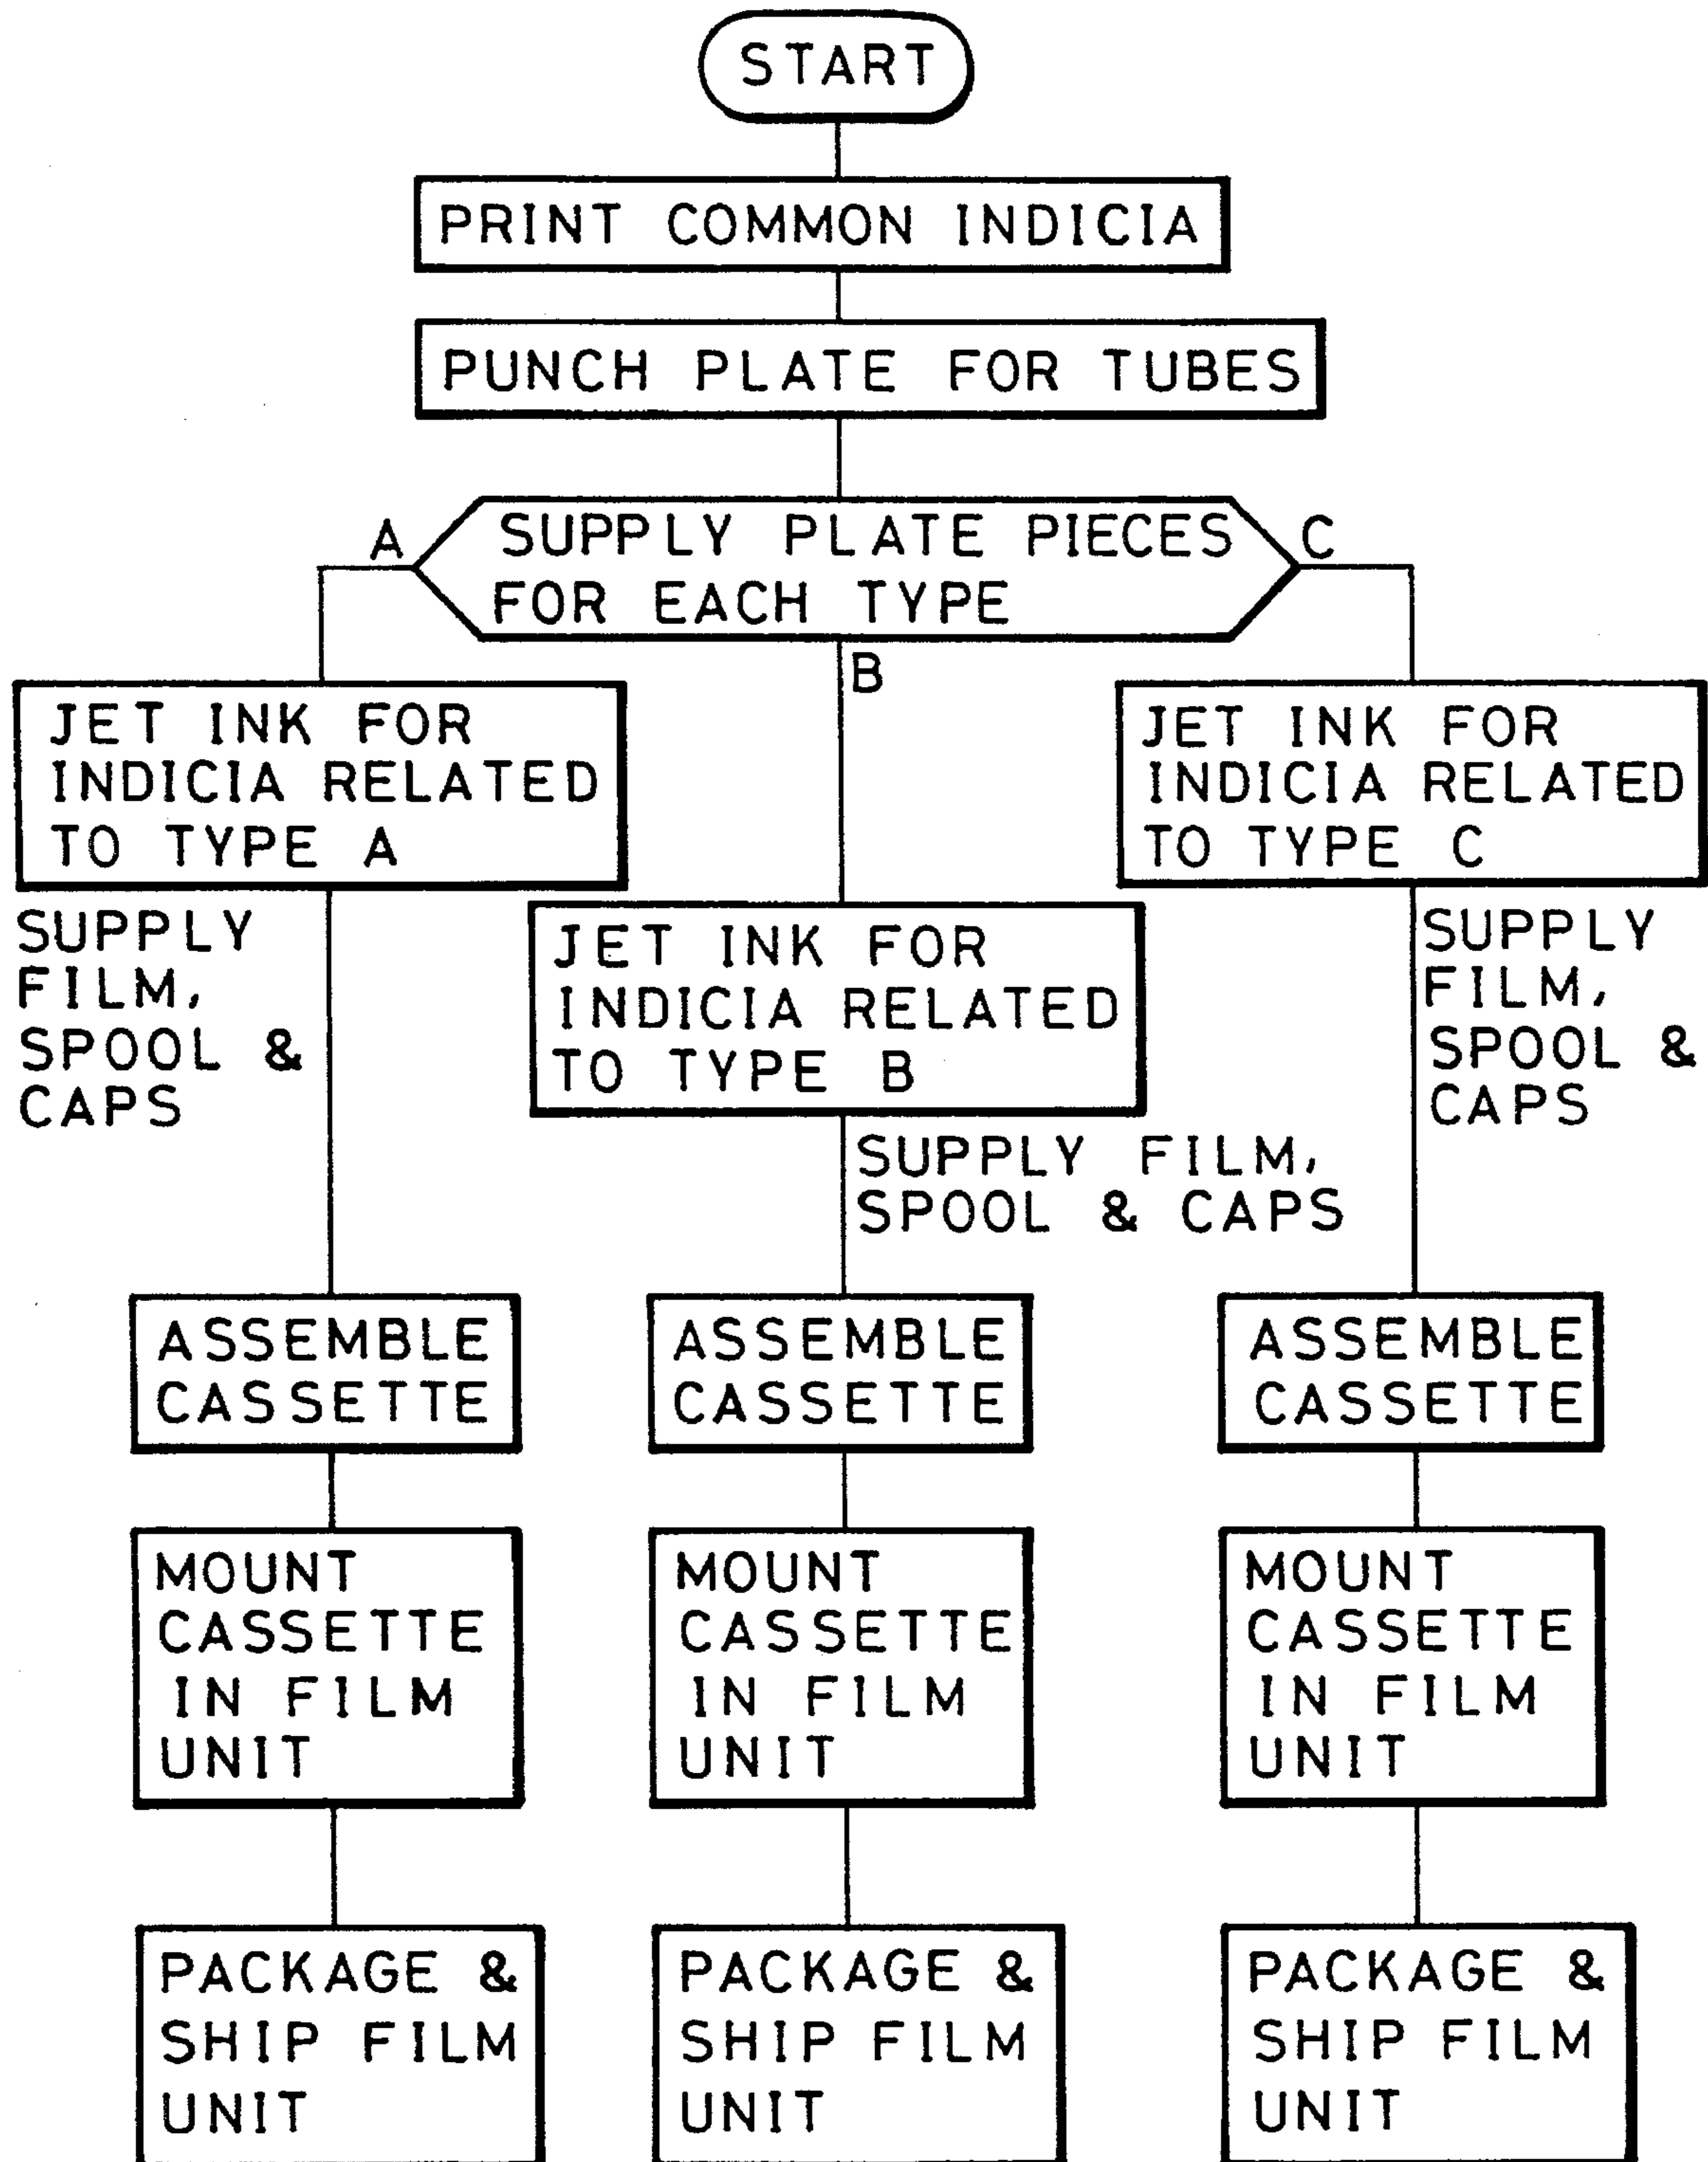 START
PRINT COMMON INDICIA
PUNCH PLATE FOR TUBES
A
SUPPLY PLATE PIECES
FOR EACH TYPE
C
B
JET INK FOR
INDICIA RELATED
TO TYPE A
SUPPLY
FILM,
SPOOL &
CAPS
JET INK FOR
INDICIA RELATED
TO TYPE B
SUPPLY FILM,
SPOOL & CAPS
JET INK FOR
INDICIA RELATED
TO TYPE C
SUPPLY
FILM,
SPOOL &
CAPS
ASSEMBLE
CASSETTE
ASSEMBLE
CASSETTE
ASSEMBLE
CASSETTE
MOUNT
CASSETTE
IN FILM
UNIT
MOUNT
CASSETTE
IN FILM
UNIT
MOUNT
CASSETTE
IN FILM
UNIT
PACKAGE &
SHIP FILM
UNIT
PACKAGE &
SHIP FILM
UNIT
PACKAGE &
SHIP FILM
UNIT